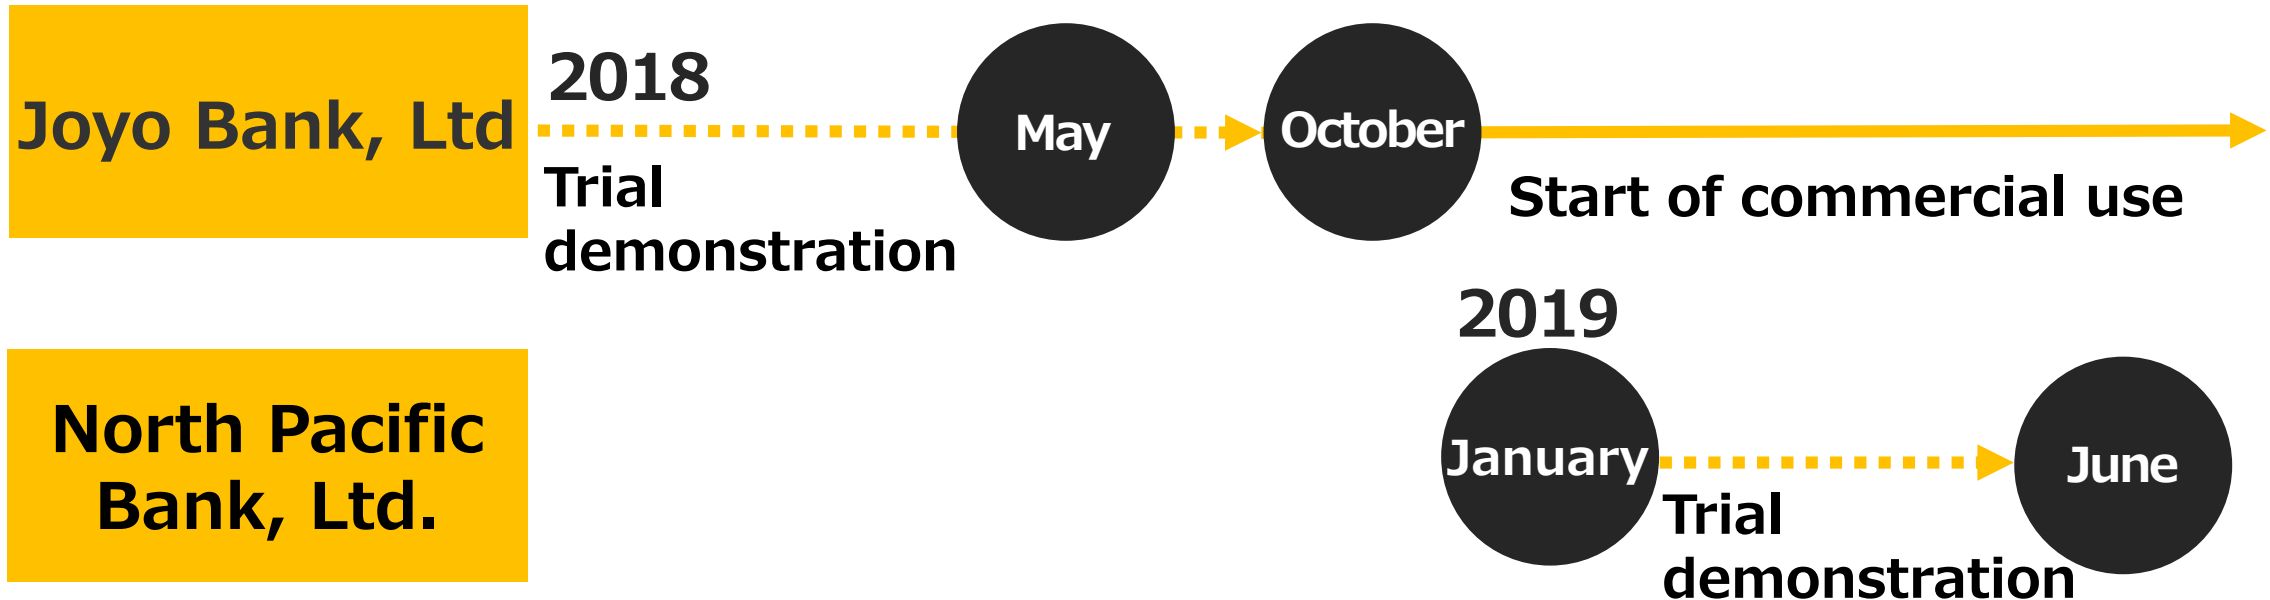 Joyo Bank, Ltd
2018
Trial
demonstration
May
October
Start of commercial use
North Pacific
Bank, Ltd.
2019
January
Trial
demonstration
June